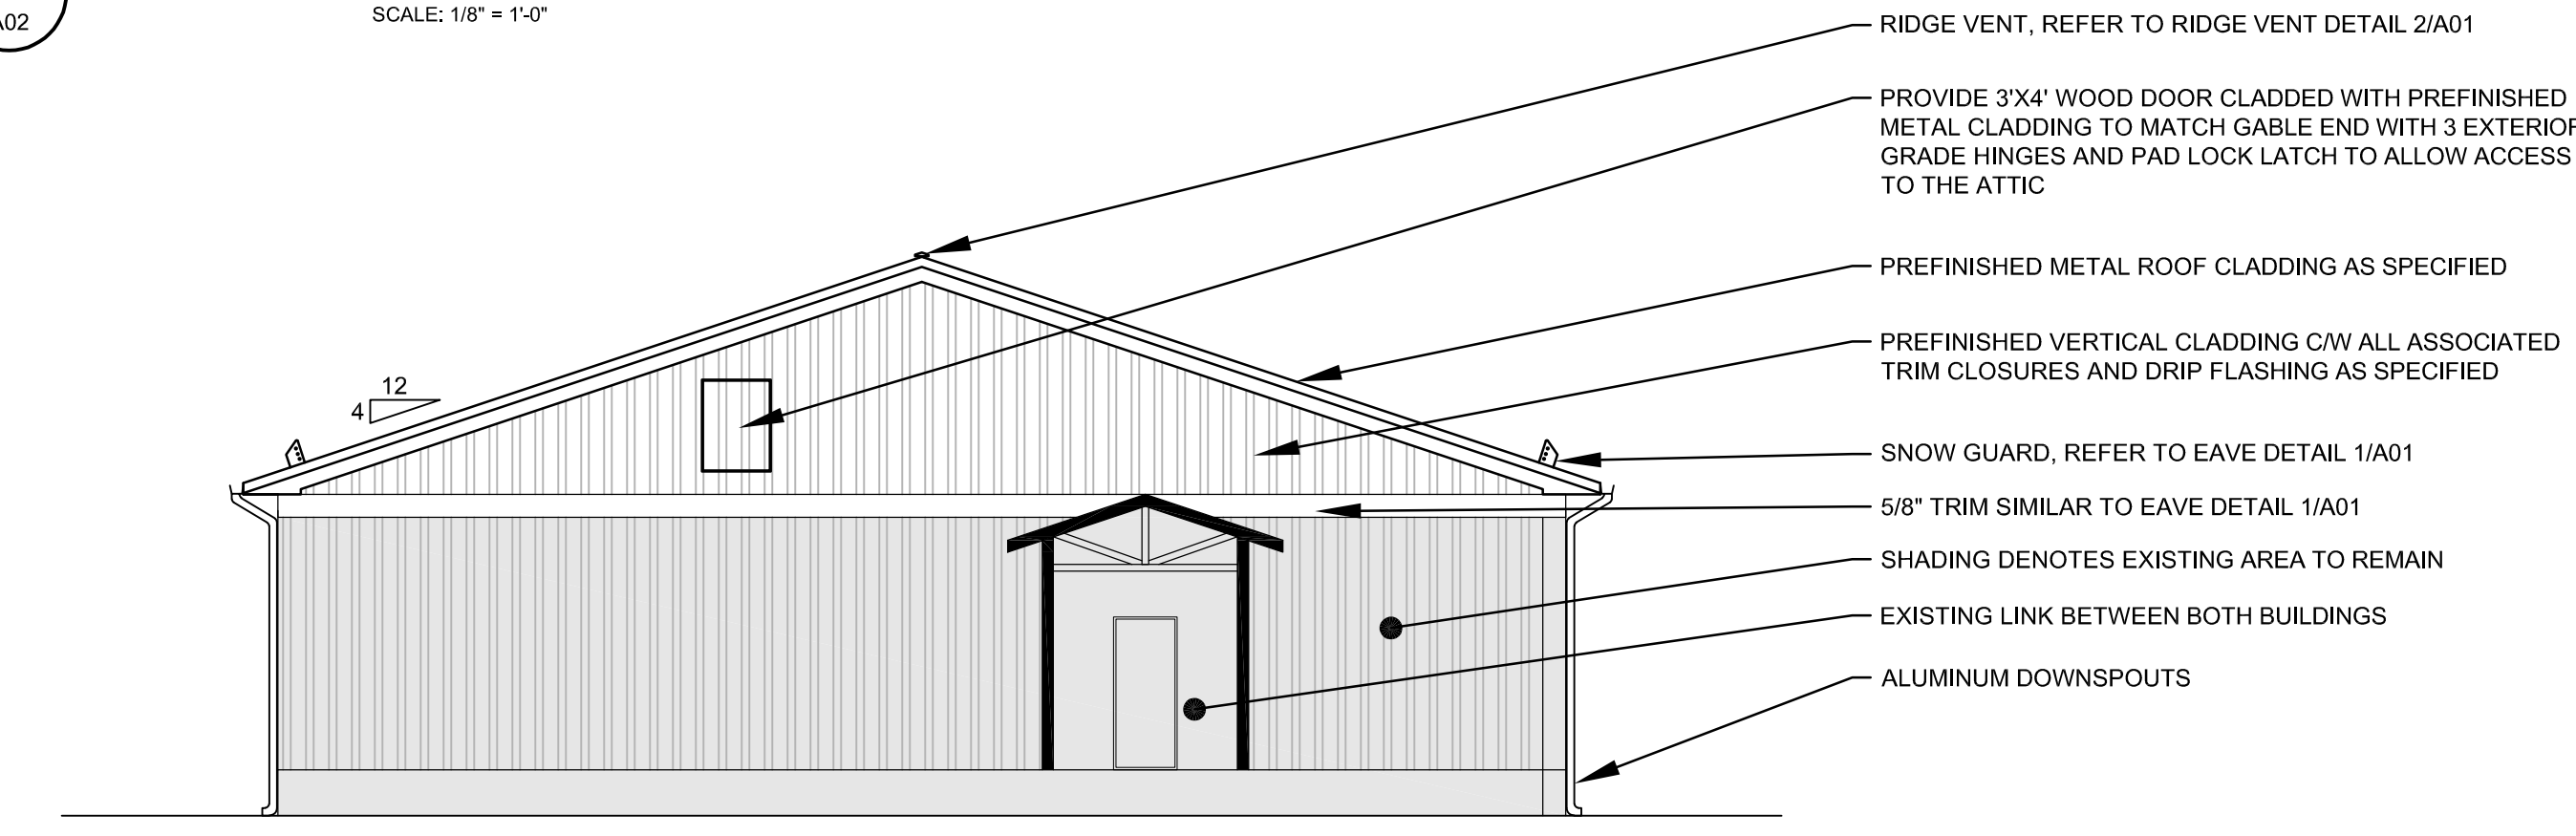 A02
SCALE: 1/8" = 1'-0"
RIDGE VENT, REFER TO RIDGE VENT DETAIL 2/A01
PROVIDE 3'X4' WOOD DOOR CLADDED WITH PREFINISHED
METAL CLADDING TO MATCH GABLE END WITH 3 EXTERIOR
GRADE HINGES AND PAD LOCK LATCH TO ALLOW ACCESS
TO THE ATTIC
PREFINISHED METAL ROOF CLADDING AS SPECIFIED
PREFINISHED VERTICAL CLADDING C/W ALL ASSOCIATED
TRIM CLOSURES AND DRIP FLASHING AS SPECIFIED
12
4
SNOW GUARD, REFER TO EAVE DETAIL 1/A01
5/8" TRIM SIMILAR TO EAVE DETAIL 1/A01
SHADING DENOTES EXISTING AREA TO REMAIN
EXISTING LINK BETWEEN BOTH BUILDINGS
ALUMINUM DOWNSPOUTS